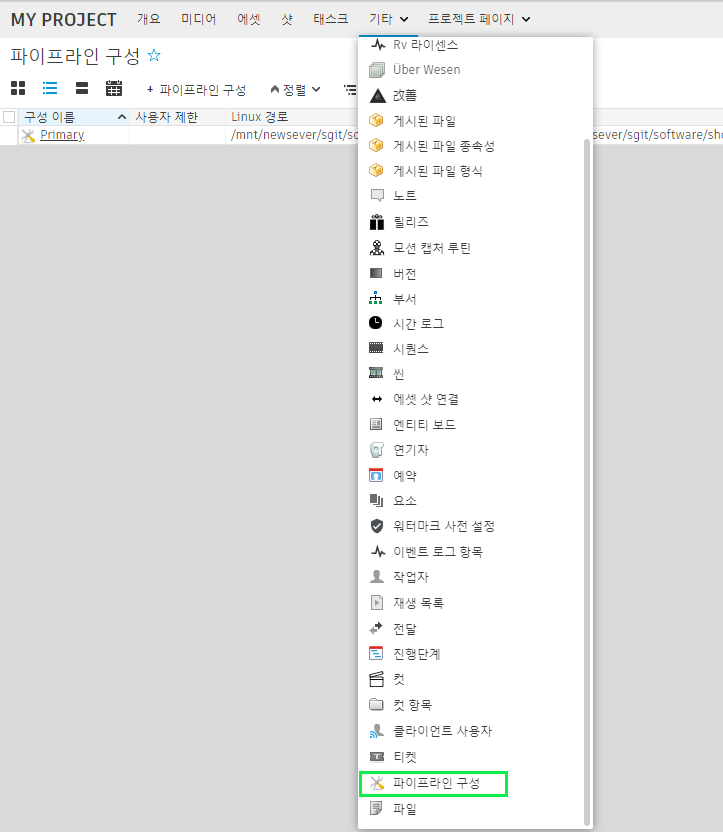 MY PROJECT 개요 미디어 에셋 샷 태스크 기타 프로젝트 페이지
파이프라인 구성
+ 파이프라인 구성 정렬
구성 이름 사용자 제한 Linux 경로
Primary /mnt/newsever/sgit/so sever/sgit/software/sho
Rv 라이센스
Über Wesen
改善
게시된 파일
게시된 파일 종속성
게시된 파일 형식
노트
릴리즈
모션 캡처 루틴
버전
부서
시간 로그
시퀀스
씬
에셋 샷 연결
엔티티 보드
연기자
예약
요소
워터마크 사전 설정
이벤트 로그 항목
작업자
재생 목록
전달
진행단계
컷
컷 항목
클라이언트 사용자
티켓
파이프라인 구성
파일